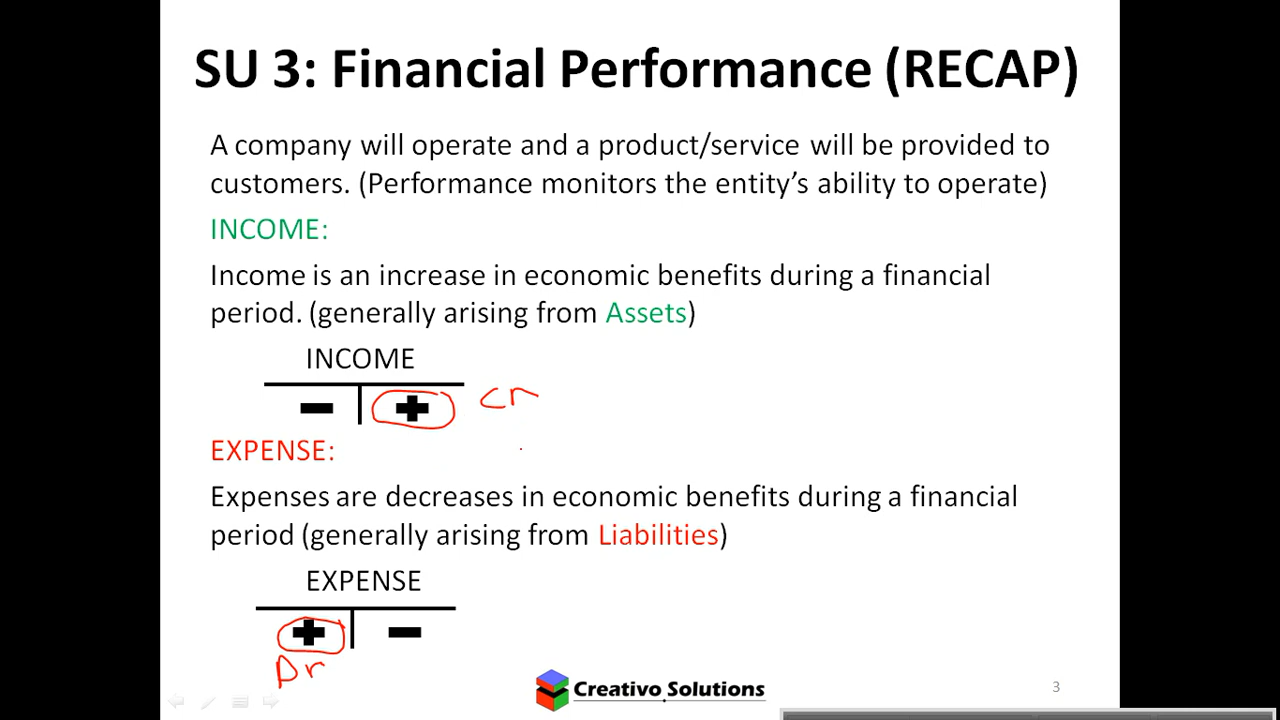 SU 3: Financial Performance (RECAP)
A company will operate and a product/service will be provided to
customers. (Performance monitors the entity's ability to operate)
INCOME:
Income is an increase in economic benefits during a financial
period. (generally arising from Assets)
INCOME
- + cr
EXPENSE:
Expenses are decreases in economic benefits during a financial
period (generally arising from Liabilities)
EXPENSE
+ -
Dr
Creativo Solutions
3